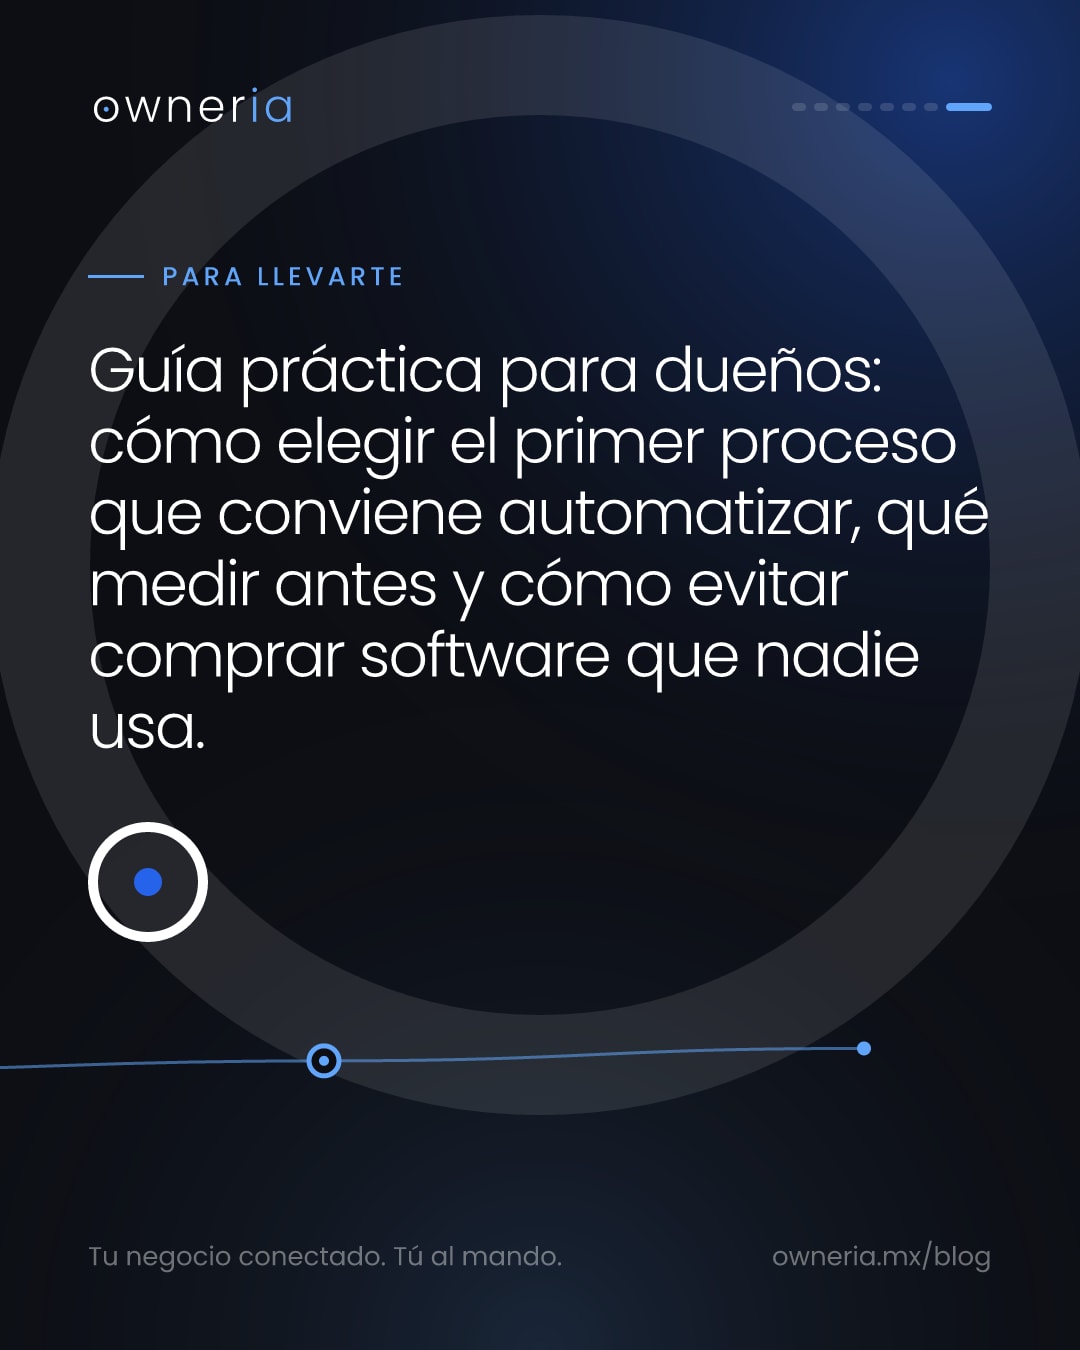 owneria
PARA LLEVARTE
Guía práctica para dueños:
cómo elegir el primer proceso
que conviene automatizar, qué
medir antes y cómo evitar
comprar software que nadie
usa.
Tu negocio conectado. Tú al mando.
owneria.mx/blog